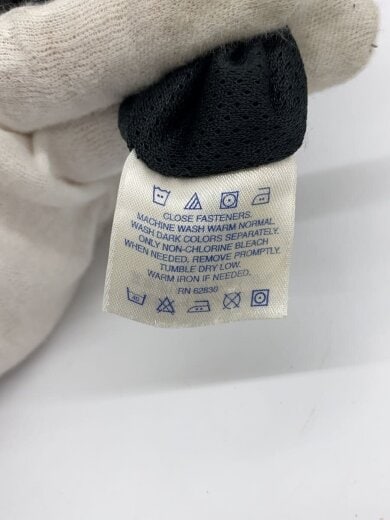 CLOSE FASTENERS.
MACHINE WASH WARM NORMAL
WASH DARK COLORS SEPARATELY.
ONLY NON-CHLORINE BLEACH
WHEN NEEDED. REMOVE PROMPTLY.
TUMBLE DRY LOW.
WARM IRON IF NEEDED.
RN 62830